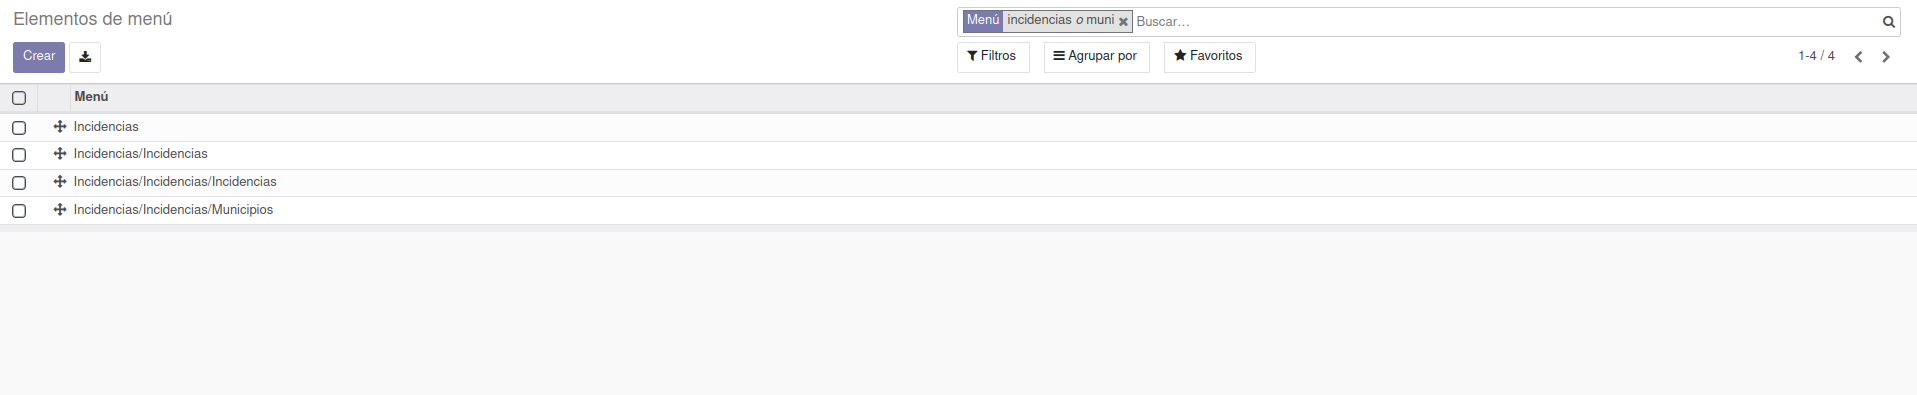 Elementos de menú
Menú incidencias o muni Buscar...
Crear
Filtros Agrupar por Favoritos 1-4 / 4
Menú
Incidencias
Incidencias/Incidencias
Incidencias/Incidencias/Incidencias
Incidencias/Incidencias/Municipios